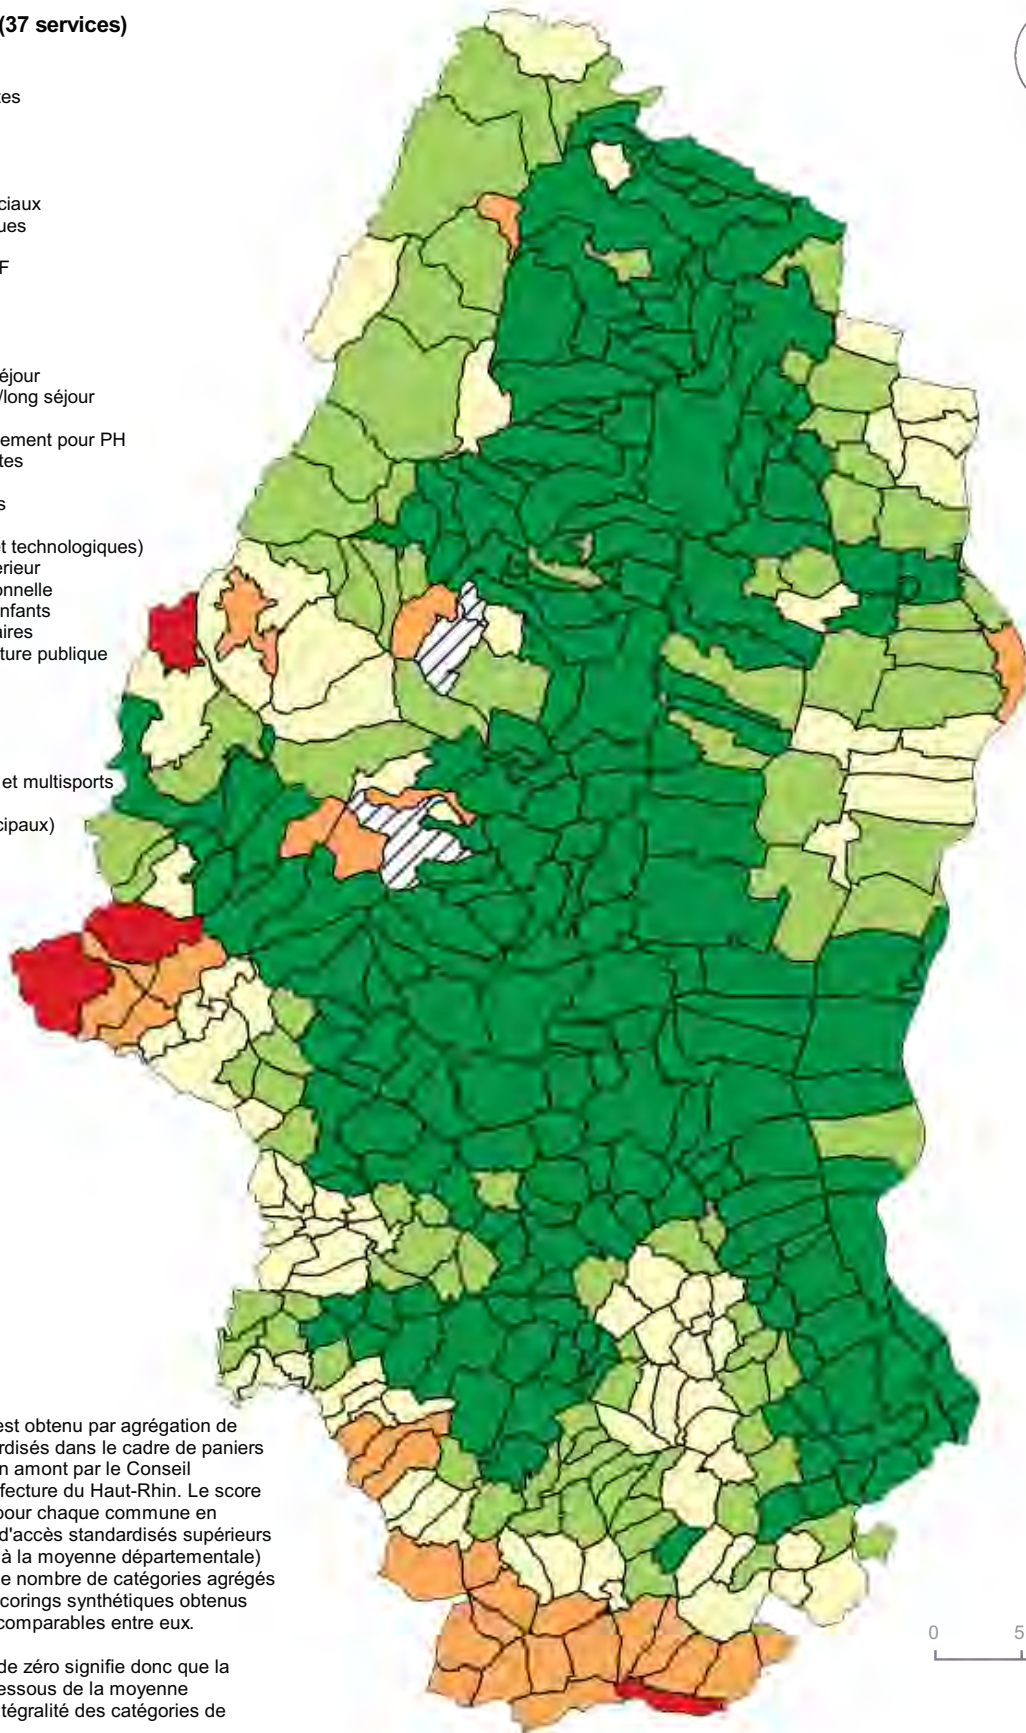 (37 services)
tes
ciaux
ues
F
éjour
/long séjour
ement pour PH
tes
s
et technologiques)
érieur
onnelle
enfants
aires
ture publique
et multisports
cipaux)
est obtenu par agrégation de
rdisés dans le cadre de paniers
n amont par le Conseil
fecture du Haut-Rhin. Le score
pour chaque commune en
d'accès standardisés supérieurs
à la moyenne départementale)
e nombre de catégories agrégés
corings synthétiques obtenus
comparables entre eux.
de zéro signifie donc que la
essous de la moyenne
ntégralité des catégories de
0 5